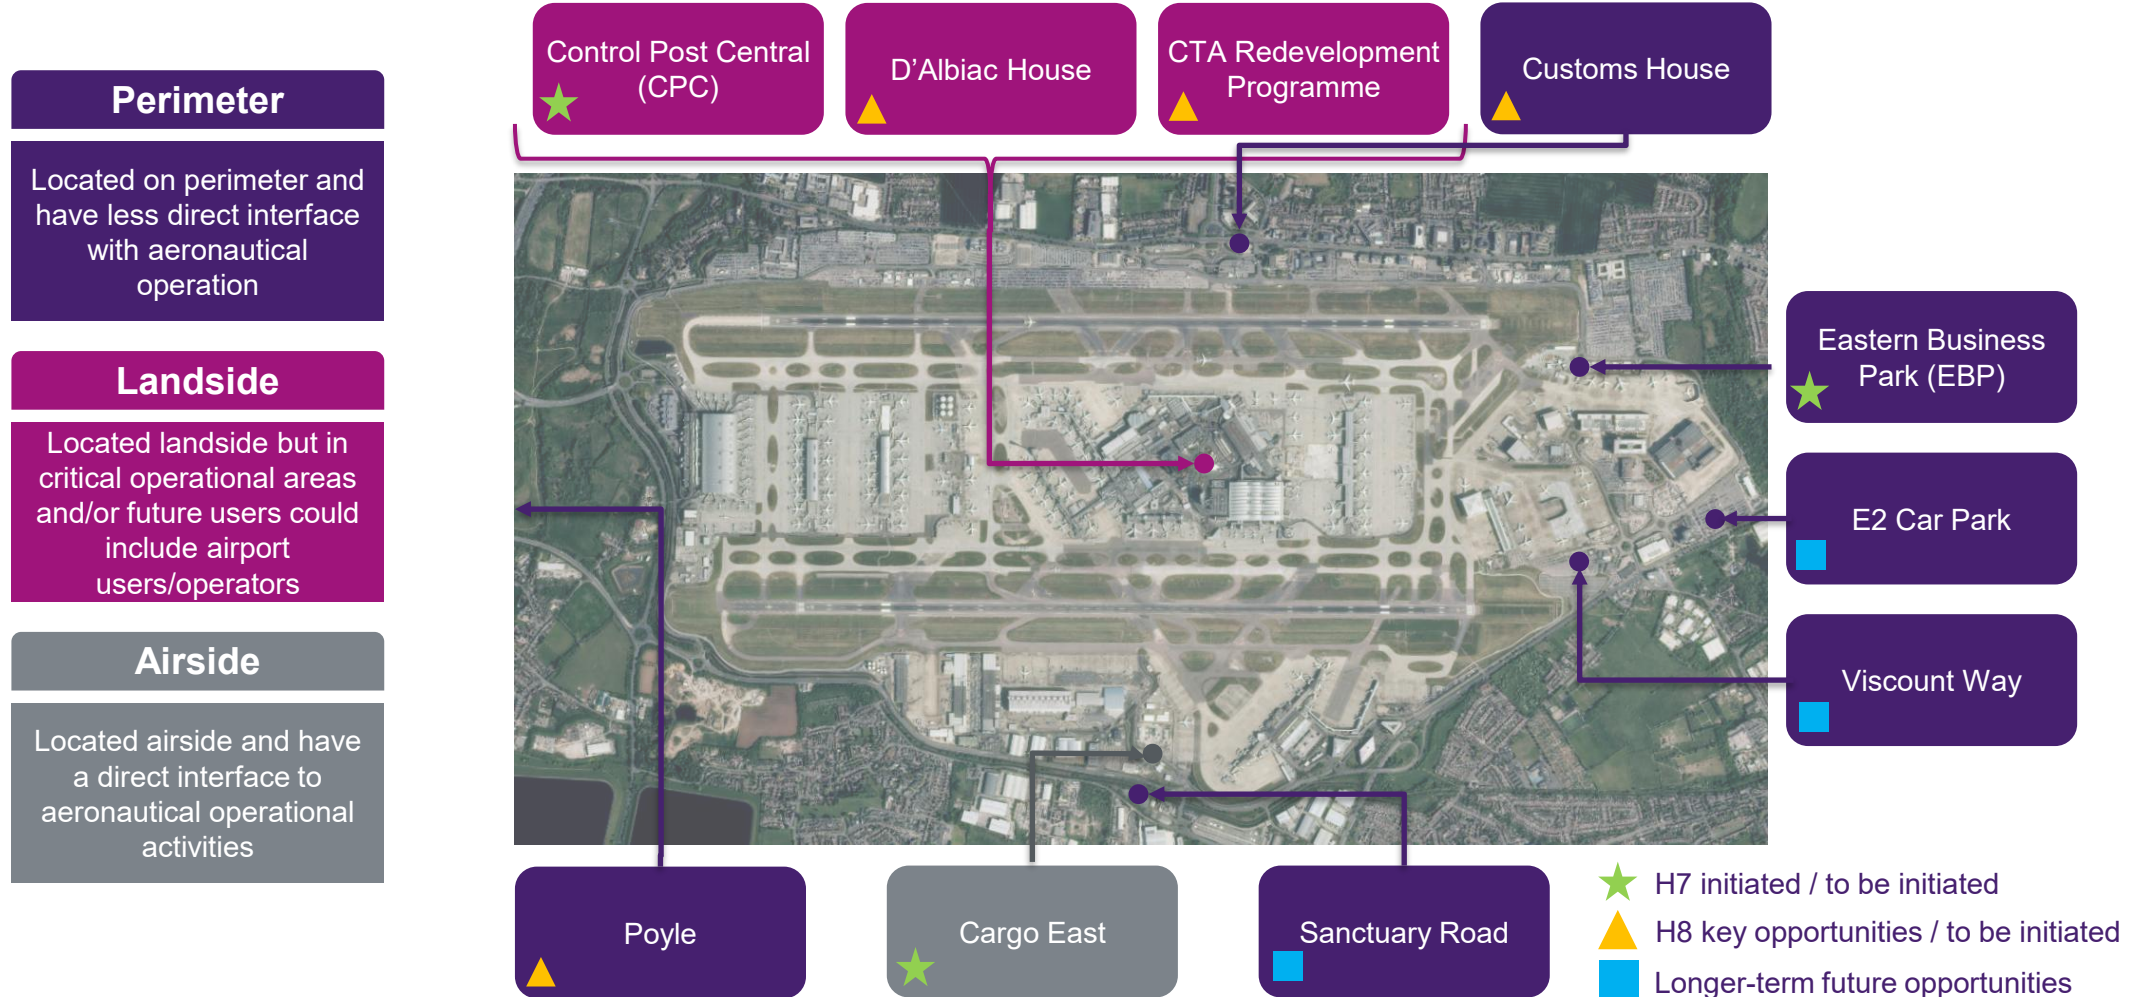 Control Post Central
(CPC)
D’Albiac House
CTA Redevelopment
Programme
Customs House
Perimeter
Located on perimeter and
have less direct interface
with aeronautical
operation
Landside
Located landside but in
critical operational areas
and/or future users could
include airport
users/operators
Airside
Located airside and have
a direct interface to
aeronautical operational
activities
Eastern Business
Park (EBP)
E2 Car Park
Viscount Way
Poyle
Cargo East
Sanctuary Road
H7 initiated / to be initiated
H8 key opportunities / to be initiated
Longer-term future opportunities